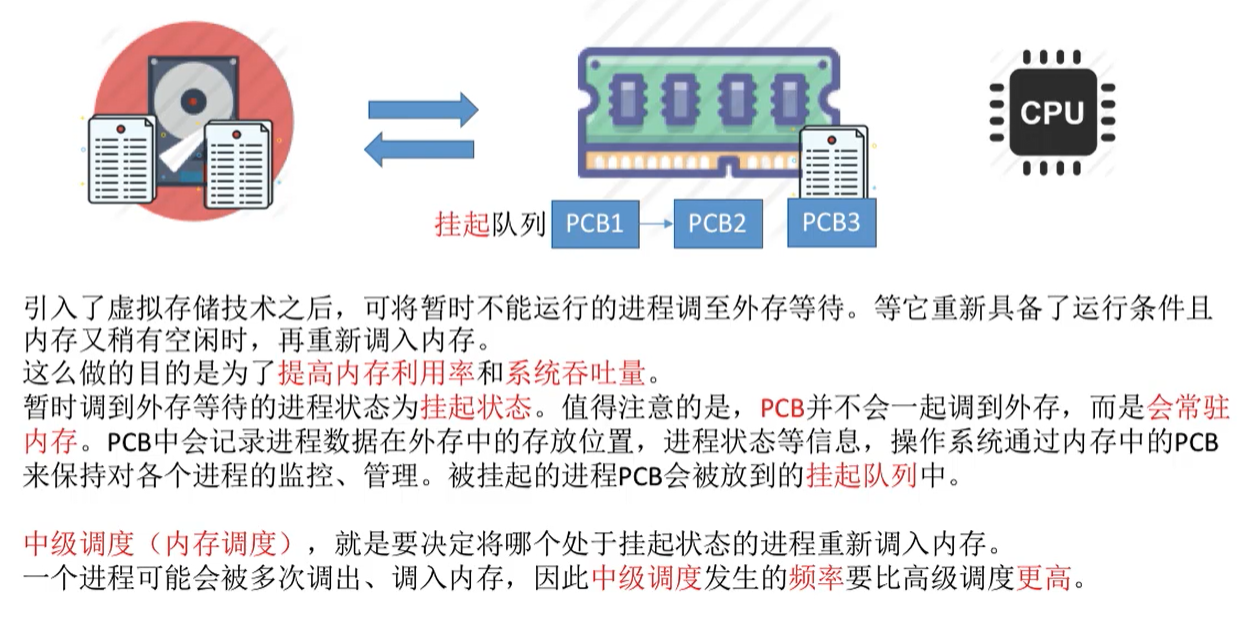 CPU
挂起队列 PCB1 PCB2 PCB3
引入了虚拟存储技术之后，可将暂时不能运行的进程调至外存等待。等它重新具备了运行条件且
内存又稍有空闲时，再重新调入内存。
这么做的目的是为了提高内存利用率和系统吞吐量。
暂时调到外存等待的进程状态为挂起状态。值得注意的是，PCB并不会一起调到外存，而是会常驻
内存。PCB中会记录进程数据在外存中的存放位置，进程状态等信息，操作系统通过内存中的PCB
来保持对各个进程的监控、管理。被挂起的进程PCB会被放到的挂起队列中。
中级调度（内存调度），就是要决定将哪个处于挂起状态的进程重新调入内存。
一个进程可能会被多次调出、调入内存，因此中级调度发生的频率要比高级调度更高。